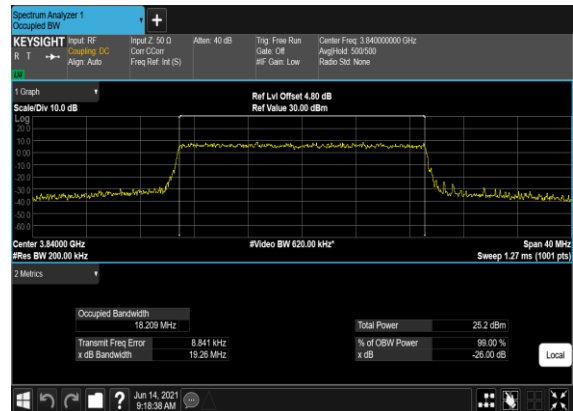 Spectrum Analyzer 1
Occupied BW
+
KEYSIGHT
R T
LXI
Input: RF
Coupling: DC
Align: Auto
Input Z: 50 Ω
Corr CCorr
Freq Ref: Int (S)
Atten: 40 dB
Trig: Free Run
Gate: Off
#IF Gain: Low
Center Freq: 3.840000000 GHz
Avg|Hold: 500/500
Radio Std: None
1 Graph
Scale/Div 10.0 dB
Ref Lvl Offset 4.80 dB
Ref Value 30.00 dBm
Log
20.0
10.0
0.00
-10.0
-20.0
-30.0
-40.0
-50.0
-60.0
Center 3.84000 GHz
#Res BW 200.00 kHz
#Video BW 620.00 kHz*
Span 40 MHz
Sweep 1.27 ms (1001 pts)
2 Metrics
Occupied Bandwidth
18.209 MHz
Transmit Freq Error 8.841 kHz
x dB Bandwidth 19.26 MHz
Total Power 25.2 dBm
% of OBW Power 99.00 %
x dB -26.00 dB
Local
?
Jun 14, 2021
9:18:38 AM